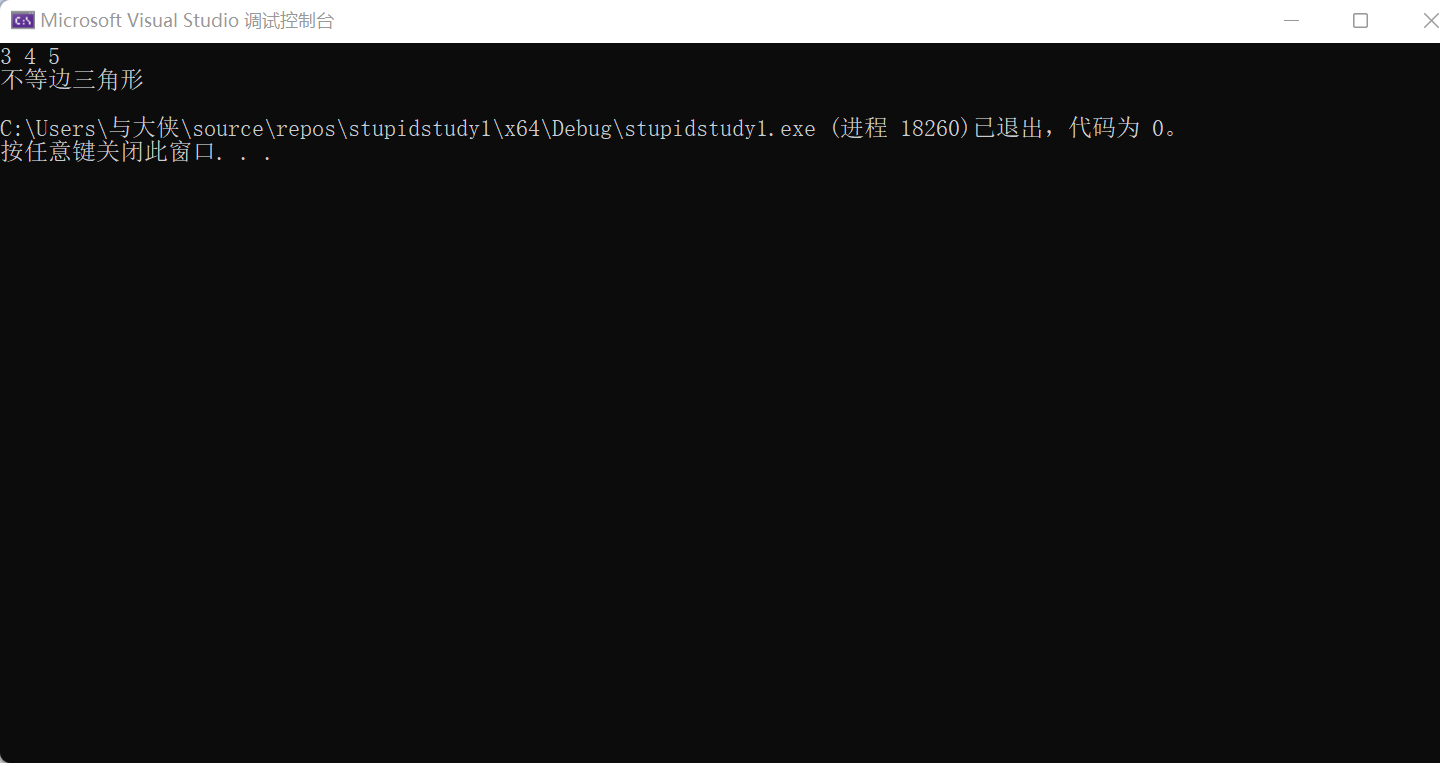 Microsoft Visual Studio 调试控制台
3 4 5
不等边三角形
C:\Users\与大侠\source\repos\stupidstudy1\x64\Debug\stupidstudy1.exe (进程 18260)已退出，代码为 0。
按任意键关闭此窗口. . .